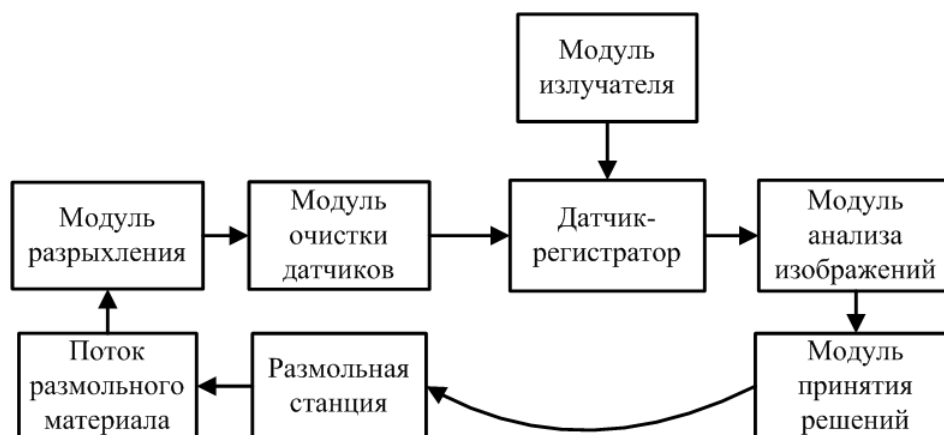 Модуль
излучателя
Модуль
разрыхления
Модуль
очистки
датчиков
Датчик-
регистратор
Модуль
анализа
изображений
Поток
размольного
материала
Размольная
станция
Модуль
принятия
решений